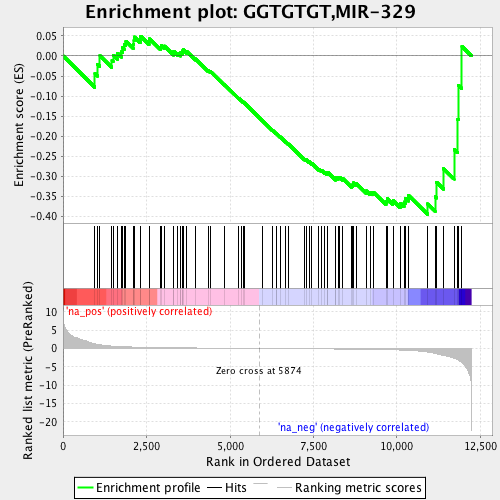 Enrichment plot: GGTGTGT,MIR-329
Enrichment score (ES)
0.05
0.00
-0.05
-0.10
-0.15
-0.20
-0.25
-0.30
-0.35
-0.40
Ranked list metric (PreRanked)
10
5
0
-5
-10
-15
-20
'na_pos' (positively correlated)
Zero cross at 5874
'na_neg' (negatively correlated)
0
2,500
5,000
7,500
10,000
12,500
Rank in Ordered Dataset
Enrichment profile
Hits
Ranking metric scores